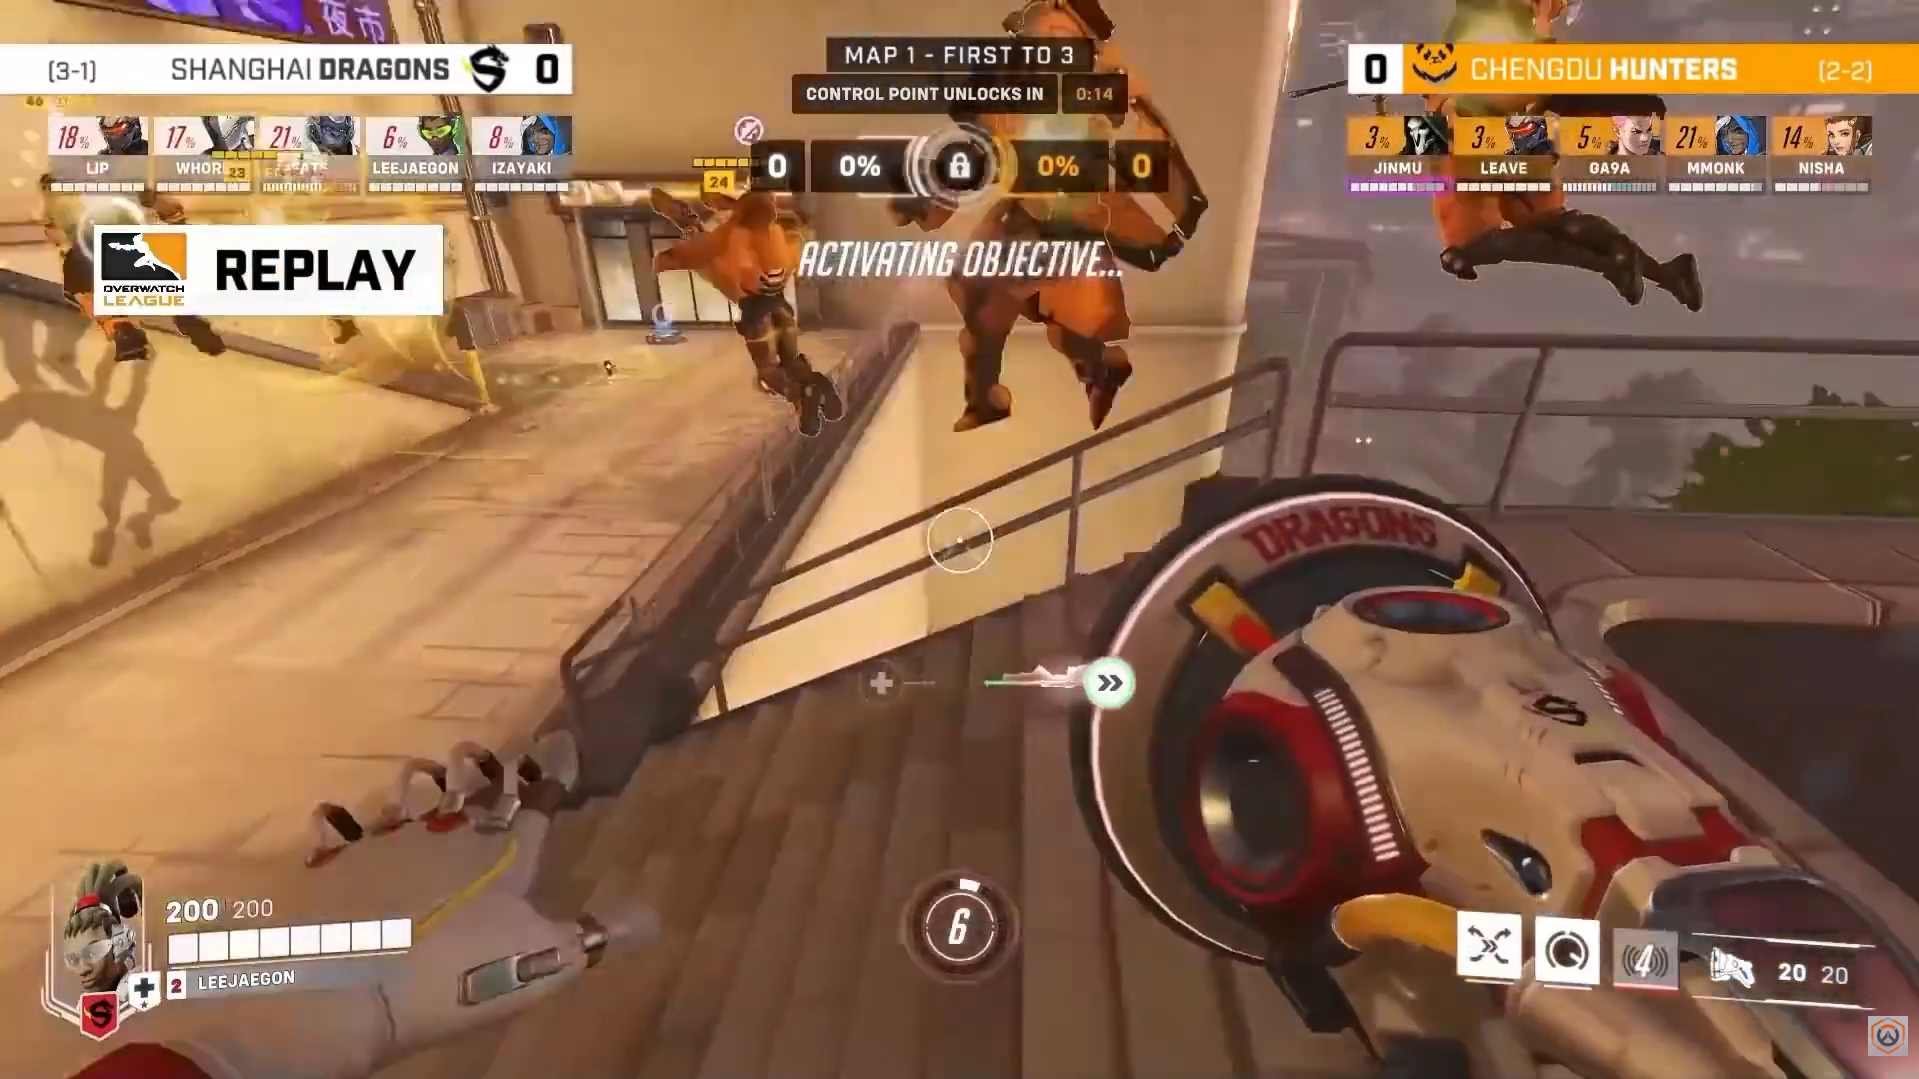 夜市
MAP 1 - FIRST TO 3
(3-1) SHANGHAI DRAGONS 0
0 CHENGDU HUNTERS (2-2)
CONTROL POINT UNLOCKS IN 0:14
46
18% 17% 21% 6% 8%
3% 3% 5% 21% 14%
LIP LEEJAEGON IZAYAKI
23
24
0 0% 0% 0
JINMU LEAVE GA9A MMONK NISHA
ACTIVATING OBJECTIVE...
OVERWATCH
LEAGUE
REPLAY
DRAGONS
200 200
2 LEEJAEGON
6
4
20 20